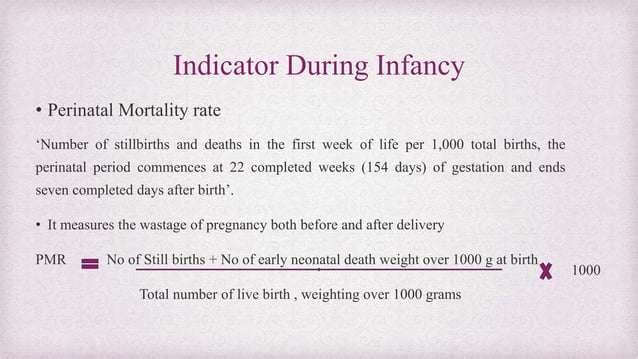 Indicator During Infancy
• Perinatal Mortality rate
‘Number of stillbirths and deaths in the first week of life per 1,000 total births, the
perinatal period commences at 22 completed weeks (154 days) of gestation and ends
seven completed days after birth’.
• It measures the wastage of pregnancy both before and after delivery
PMR = No of Still births + No of early neonatal death weight over 1000 g at birth × 1000
Total number of live birth , weighting over 1000 grams